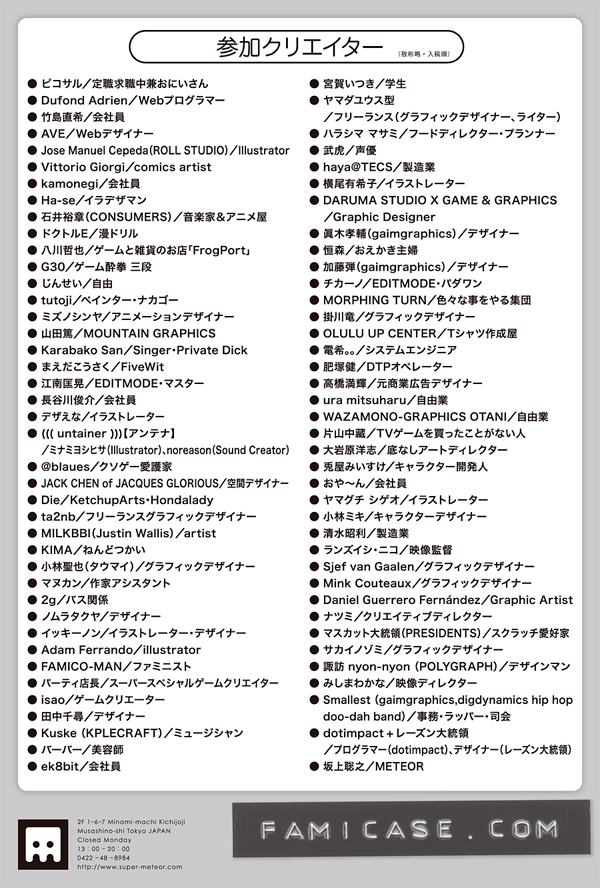 参加クリエイター
（敬称略・入稿順）
● ピコサル／定職求職中兼おにいさん
● Dufond Adrien／Webプログラマー
● 竹島直希／会社員
● AVE／Webデザイナー
● Jose Manuel Cepeda(ROLL STUDIO)／Illustrator
● Vittorio Giorgi／comics artist
● kamonegi／会社員
● Ha-se／イラデザマン
● 石井裕章（CONSUMERS）／音楽家＆アニメ屋
● ドクトルE／漫ドリル
● 八川哲也／ゲームと雑貨のお店「FrogPort」
● G30／ゲーム酔拳 三段
● じんせい／自由
● tutoji／ペインター・ナカゴー
● ミズノシンヤ／アニメーションデザイナー
● 山田篤／MOUNTAIN GRAPHICS
● Karabako San／Singer・Private Dick
● まえだこうさく／FiveWit
● 江南匡晃／EDITMODE・マスター
● 長谷川俊介／会社員
● デザえな／イラストレーター
● ((( untainer )))【アンテナ】
／ミナミヨシヒサ(Illustrator)、noreason(Sound Creator)
● @blaues／クソゲー愛護家
● JACK CHEN of JACQUES GLORIOUS／空間デザイナー
● Die／KetchupArts・Hondalady
● ta2nb／フリーランスグラフィックデザイナー
● MILKBBI(Justin Wallis)／artist
● KIMA／ねんどつかい
● 小林聖也（タウマイ）／グラフィックデザイナー
● マヌカン／作家アシスタント
● 2g／バス関係
● ノムラタクヤ／デザイナー
● イッキーノン／イラストレーター・デザイナー
● Adam Ferrando／illustrator
● FAMICO-MAN／ファミニスト
● パーティ店長／スーパースペシャルゲームクリエイター
● isao／ゲームクリエーター
● 田中千尋／デザイナー
● Kuske (KPLECRAFT)／ミュージシャン
● バーバー／美容師
● ek8bit／会社員
● 宮賀いつき／学生
● ヤマダユウス型
／フリーランス（グラフィックデザイナー、ライター）
● ハラシマ マサミ／フードディレクター・プランナー
● 武虎／声優
● haya@TECS／製造業
● 横尾有希子／イラストレーター
● DARUMA STUDIO X GAME & GRAPHICS
／Graphic Designer
● 眞木孝輔（gaimgraphics）／デザイナー
● 恒森／おえかき主婦
● 加藤弾（gaimgraphics）／デザイナー
● チカーノ／EDITMODE・パダワン
● MORPHING TURN／色々な事をやる集団
● 掛川竜／グラフィックデザイナー
● OLULU UP CENTER／Tシャツ作成屋
● 電希。。／システムエンジニア
● 肥塚健／DTPオペレーター
● 高橋満輝／元商業広告デザイナー
● ura mitsuharu／自由業
● WAZAMONO-GRAPHICS OTANI／自由業
● 片山中蔵／TVゲームを買ったことがない人
● 大岩原洋志／底なしアートディレクター
● 兎屋みいすけ／キャラクター開発人
● おや〜ん／会社員
● ヤマグチ シゲオ／イラストレーター
● 小林ミキ／キャラクターデザイナー
● 清水昭利／製造業
● ランズイシ・ニコ／映像監督
● Sjef van Gaalen／グラフィックデザイナー
● Mink Couteaux／グラフィックデザイナー
● Daniel Guerrero Fernández／Graphic Artist
● ナツミ／クリエイティブディレクター
● マスカット大統領（PRESIDENTS）／スクラッチ愛好家
● サカイノゾミ／グラフィックデザイナー
● 諏訪 nyon-nyon (POLYGRAPH)／デザインマン
● みしまわかな／映像ディレクター
● Smallest (gaimgraphics,digdynamics hip hop
doo-dah band)／事務・ラッパー・司会
● dotimpact＋レーズン大統領
／プログラマー（dotimpact）、デザイナー（レーズン大統領）
● 坂上聡之／METEOR
2F 1-6-7 Minami-machi Kichijoji
Musashino-shi Tokyo JAPAN
Closed Monday
13：00 - 20：00
0422 - 48 - 8984
http://www.super-meteor.com
FAMICASE.COM